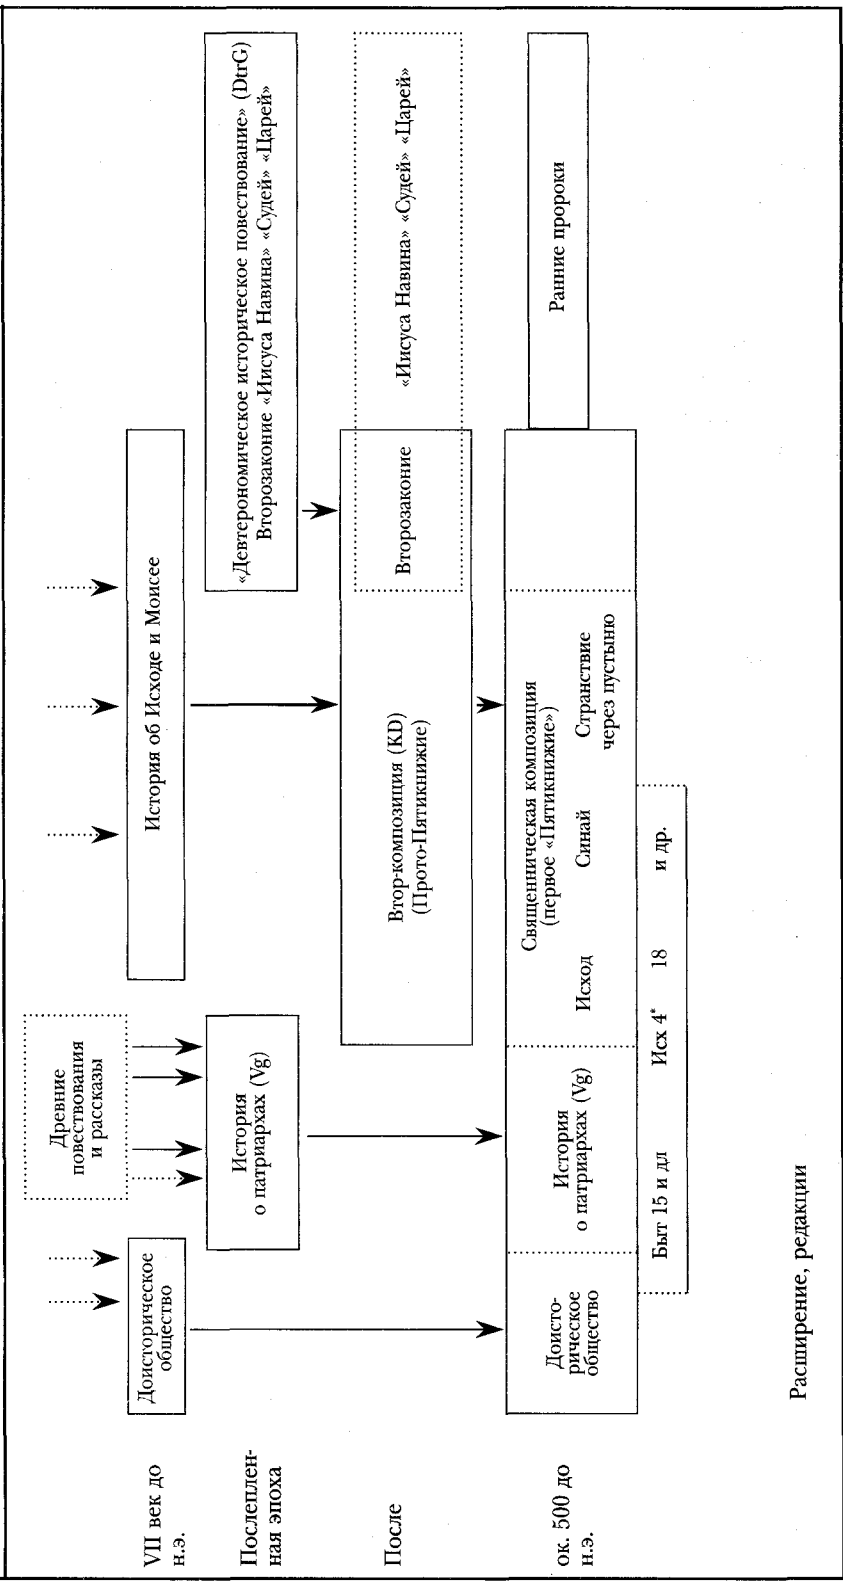 Древние
повествования
и рассказы
VII век до
н.э.
Доисторическое
общество
История об Исходе и Моисее
Послеплен-
ная эпоха
История
о патриархах (Vg)
«Девтерономическое историческое повествование» (DtrG)
Второзаконие «Иисуса Навина» «Судей» «Царей»
После
Втор-композиция (KD)
(Прото-Пятикнижие)
Второзаконие
«Иисуса Навина» «Судей» «Царей»
ок. 500 до
н.э.
Доисто-
рическое
общество
История
о патриархах (Vg)
Священническая композиция
(первое «Пятикнижие»)
Исход
Синай
Странствие
через пустыню
Ранние пророки
Быт 15 и дл
Исх 4*
18
и др.
Расширение, редакции